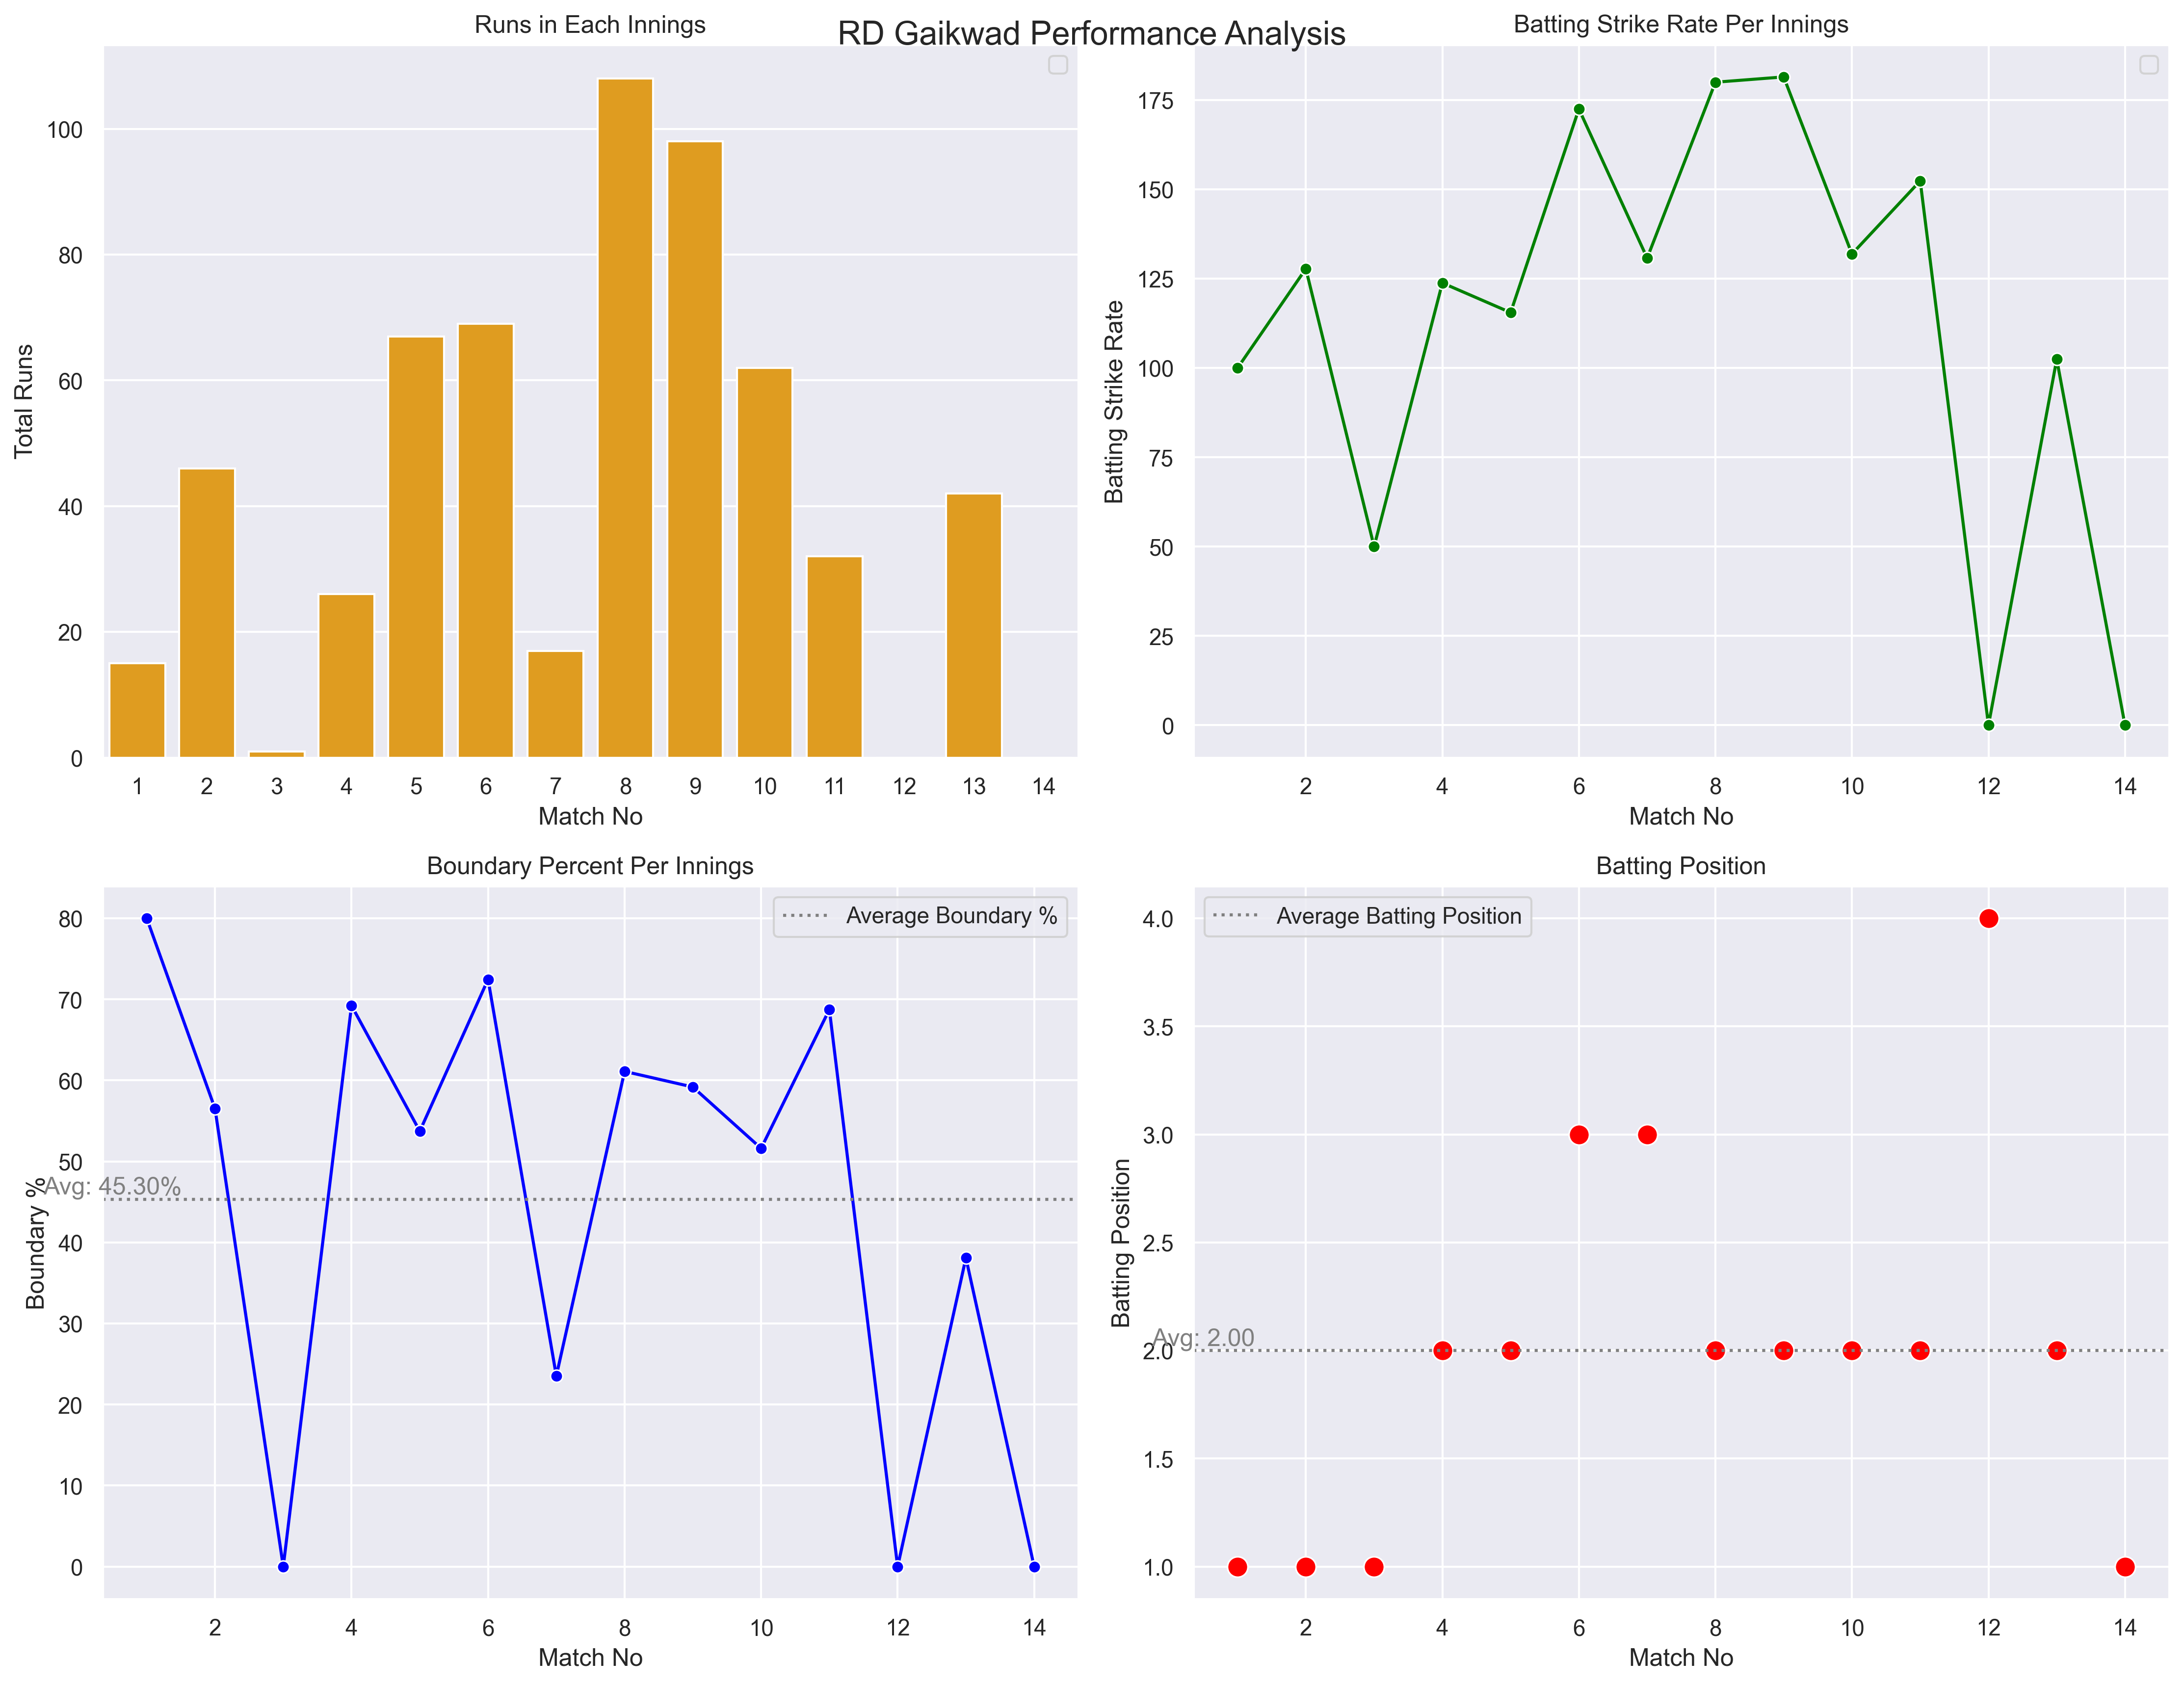 RD Gaikwad Performance Analysis
Runs in Each Innings
Total Runs
100
80
60
40
20
0
1 2 3 4 5 6 7 8 9 10 11 12 13 14
Match No
Batting Strike Rate Per Innings
Batting Strike Rate
175
150
125
100
75
50
25
0
2 4 6 8 10 12 14
Match No
Boundary Percent Per Innings
Average Boundary %
Boundary %
80
70
60
50
Avg: 45.30%
40
30
20
10
0
2 4 6 8 10 12 14
Match No
Batting Position
Average Batting Position
Batting Position
4.0
3.5
3.0
2.5
Avg: 2.00
2.0
1.5
1.0
2 4 6 8 10 12 14
Match No